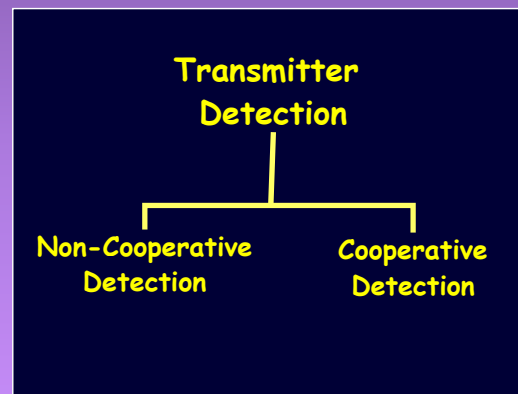 Transmitter
Detection
Non-Cooperative
Detection
Cooperative
Detection